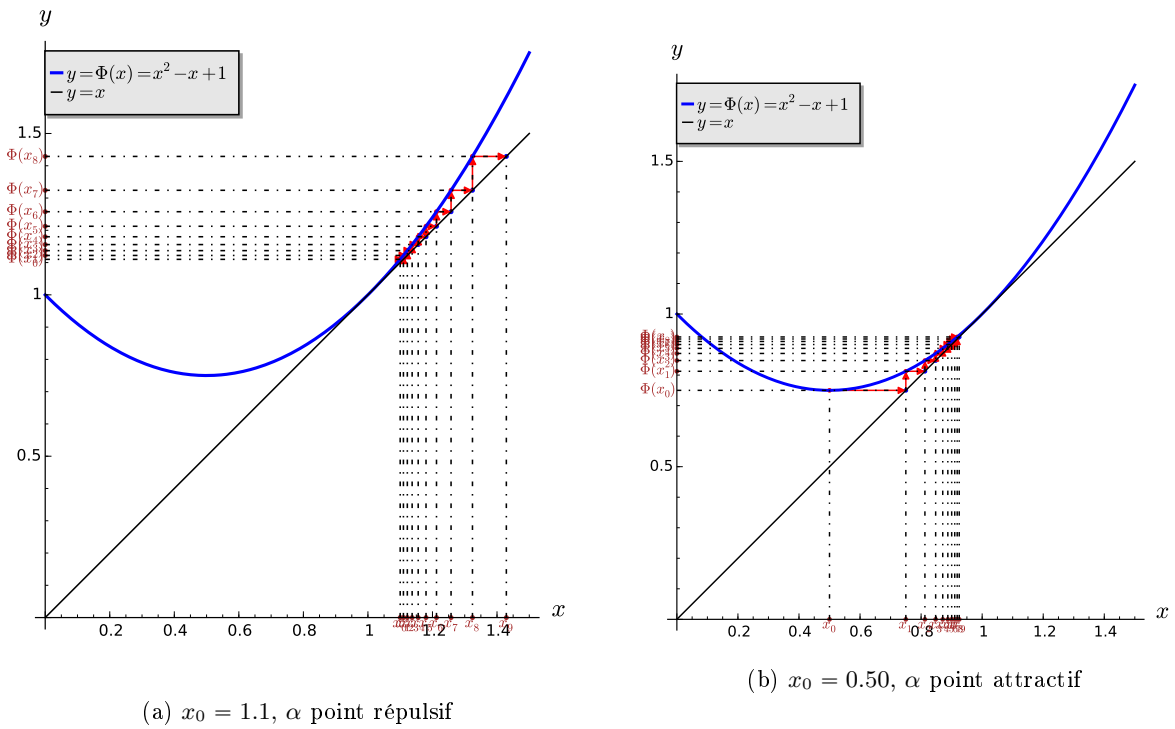 y
y=Φ(x)=x²−x+1
y=x
1.5
Φ(x₈)
Φ(x₇)
Φ(x₆)
Φ(x₅)
1
0.5
0.2 0.4 0.6 0.8 1 1.2 1.4
x₇ x₈ x₉
x
(a) x₀ = 1.1, α point répulsif
y
y=Φ(x)=x²−x+1
y=x
1.5
1
Φ(x₁)
Φ(x₀)
0.5
0.2 0.4 0.6 0.8 1 1.2 1.4
x₀
x
(b) x₀ = 0.50, α point attractif